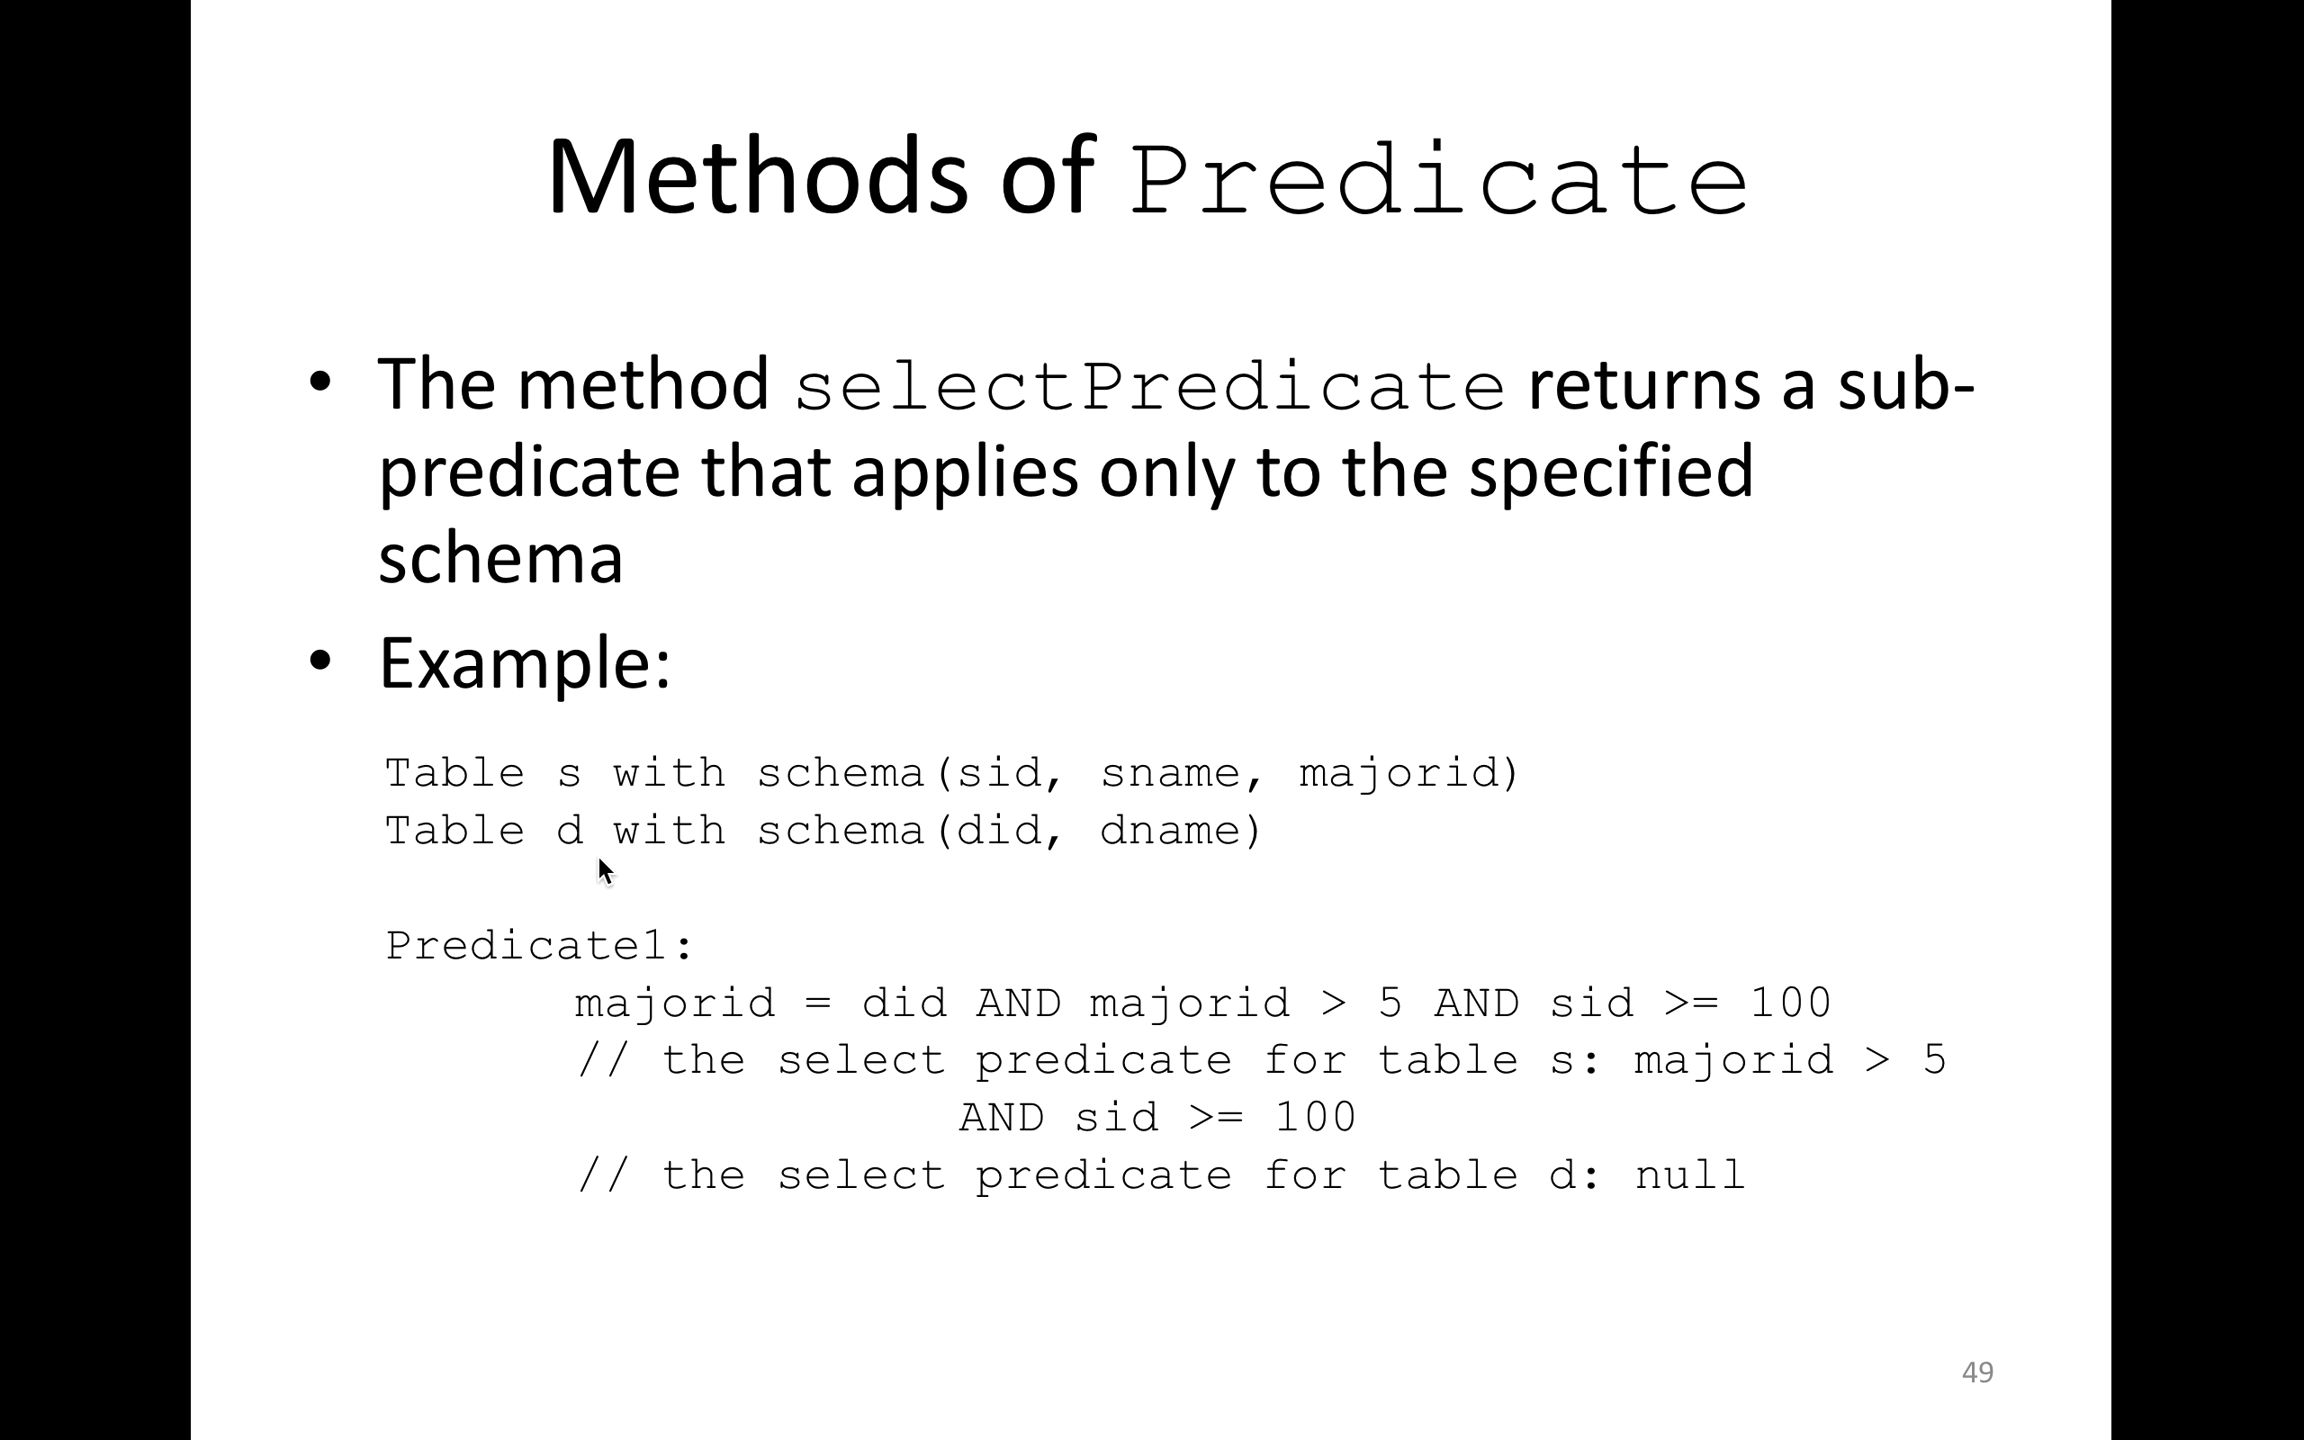 Methods of Predicate
• The method selectPredicate returns a sub-
predicate that applies only to the specified
schema
• Example:
Table s with schema(sid, sname, majorid)
Table d with schema(did, dname)
Predicate1:
majorid = did AND majorid > 5 AND sid >= 100
// the select predicate for table s: majorid > 5
AND sid >= 100
// the select predicate for table d: null
49